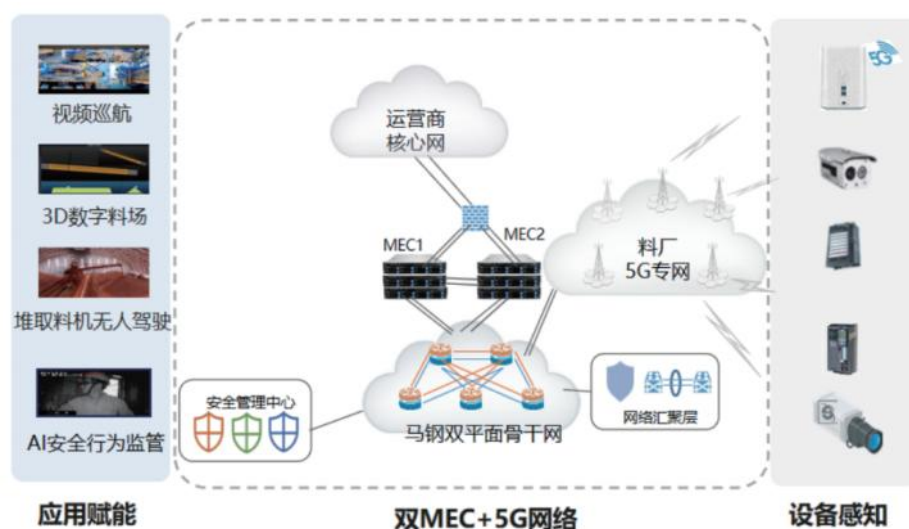 视频巡航
3D数字料场
堆取料机无人驾驶
AI安全行为监管
应用赋能
运营商
核心网
MEC1
MEC2
料厂
5G专网
安全管理中心
网络汇聚层
马钢双平面骨干网
双MEC+5G网络
5G
设备感知